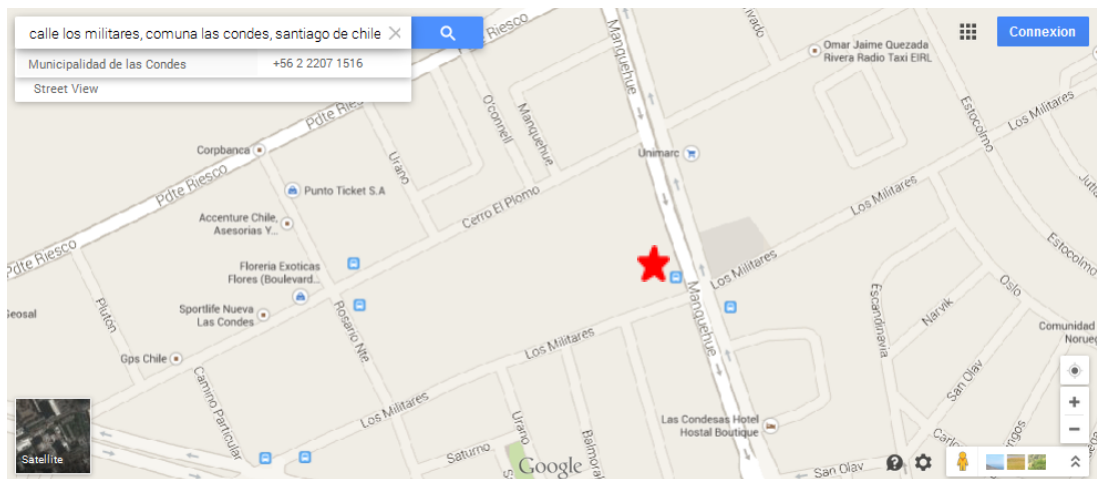 calle los militares, comuna las condes, santiago de chile
Municipalidad de las Condes
+56 2 2207 1516
Street View
Connexion
Riesco
Manquehue
Omar Jaime Quezada
Rivera Radio Taxi EIRL
Estocolmo
Los Militares
Pdte Riesco
O'connell
Manquehue
Urano
Corpbanca
Unimarc
Pdte Riesco
Punto Ticket S.A
Cerro El Plomo
Los Militares
Accenture Chile,
Asesorias Y...
Pdte Riesco
Floreria Exoticas
Flores (Boulevard...
Los Militares
Estocolmo
Oslo
Geosal
Pluton
Sportlife Nueva
Las Condes
Rosario Nte
Manquehue
Escandinavia
Narvik
Comunidad
Gps Chile
Los Militares
San Olav
Camino Particular
Los Militares
Urano
Balmoral
Las Condesas Hotel
Hostal Boutique
Saturno
Google
San Olav
Satellite